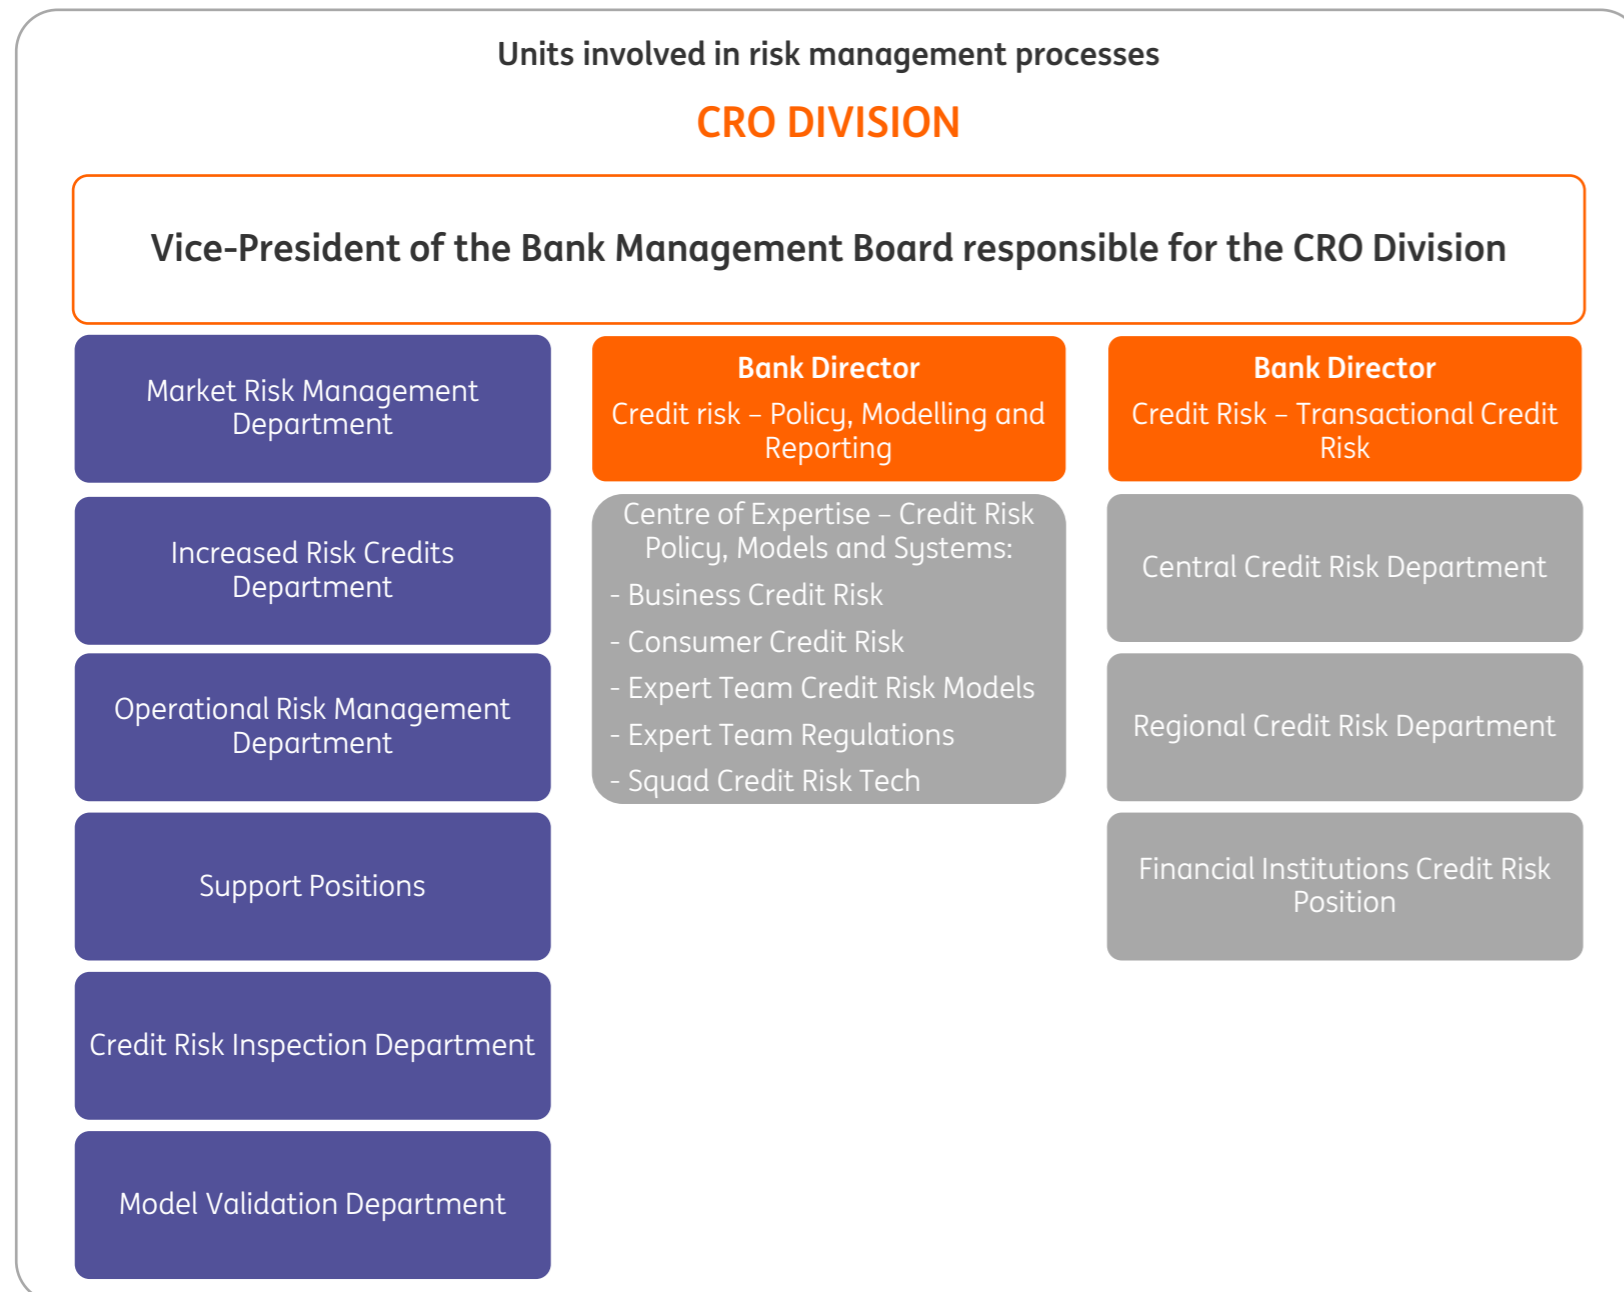 Units involved in risk management processes
CRO DIVISION
Vice-President of the Bank Management Board responsible for the CRO Division
Market Risk Management
Department
Increased Risk Credits
Department
Operational Risk Management
Department
Support Positions
Credit Risk Inspection Department
Model Validation Department
Bank Director
Credit risk – Policy, Modelling and
Reporting
Centre of Expertise – Credit Risk
Policy, Models and Systems:
- Business Credit Risk
- Consumer Credit Risk
- Expert Team Credit Risk Models
- Expert Team Regulations
- Squad Credit Risk Tech
Bank Director
Credit Risk – Transactional Credit
Risk
Central Credit Risk Department
Regional Credit Risk Department
Financial Institutions Credit Risk
Position